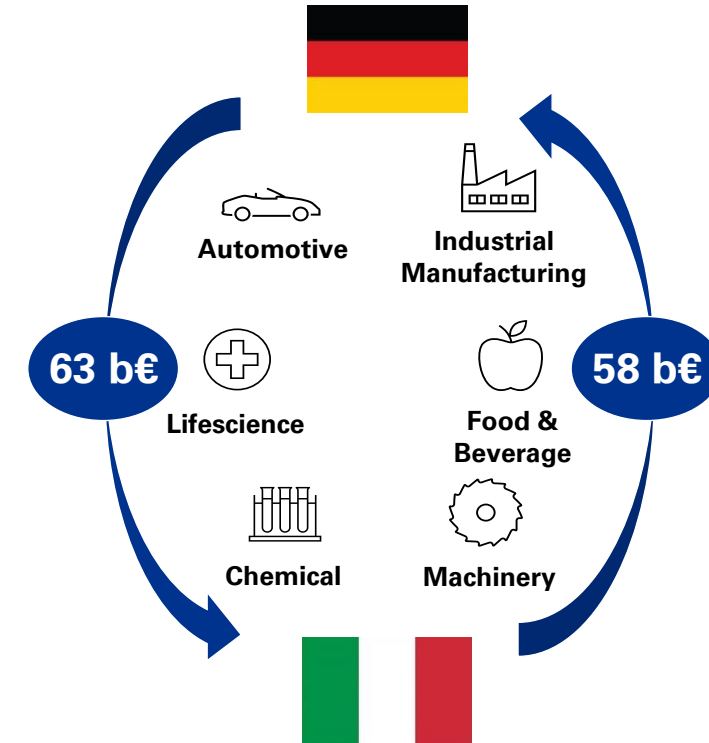 Automotive
Industrial
Manufacturing
63 b€
58 b€
Lifescience
Food &
Beverage
Chemical
Machinery